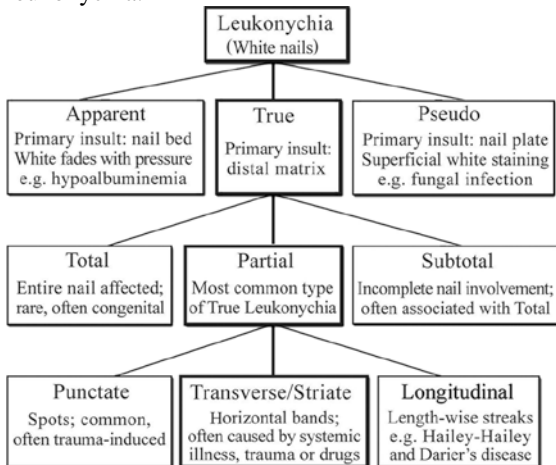 Leukonychia
(White nails)
Apparent
Primary insult: nail bed
White fades with pressure
e.g. hypoalbuminemia
True
Primary insult:
distal matrix
Pseudo
Primary insult: nail plate
Superficial white staining
e.g. fungal infection
Total
Entire nail affected;
rare, often congenital
Partial
Most common type
of True Leukonychia
Subtotal
Incomplete nail involvement;
often associated with Total
Punctate
Spots; common,
often trauma-induced
Transverse/Striate
Horizontal bands;
often caused by systemic
illness, trauma or drugs
Longitudinal
Length-wise streaks
e.g. Hailey-Hailey
and Darier's disease